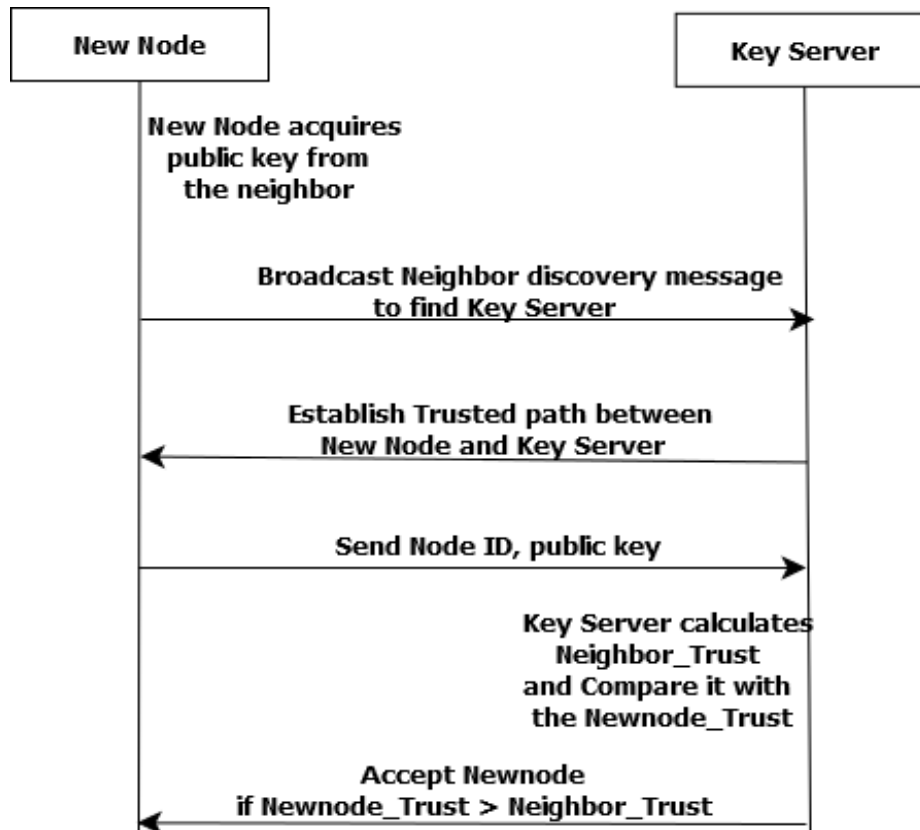 New Node
Key Server
New Node acquires
public key from
the neighbor
Broadcast Neighbor discovery message
to find Key Server
Establish Trusted path between
New Node and Key Server
Send Node ID, public key
Key Server calculates
Neighbor_Trust
and Compare it with
the Newnode_Trust
Accept Newnode
if Newnode_Trust > Neighbor_Trust